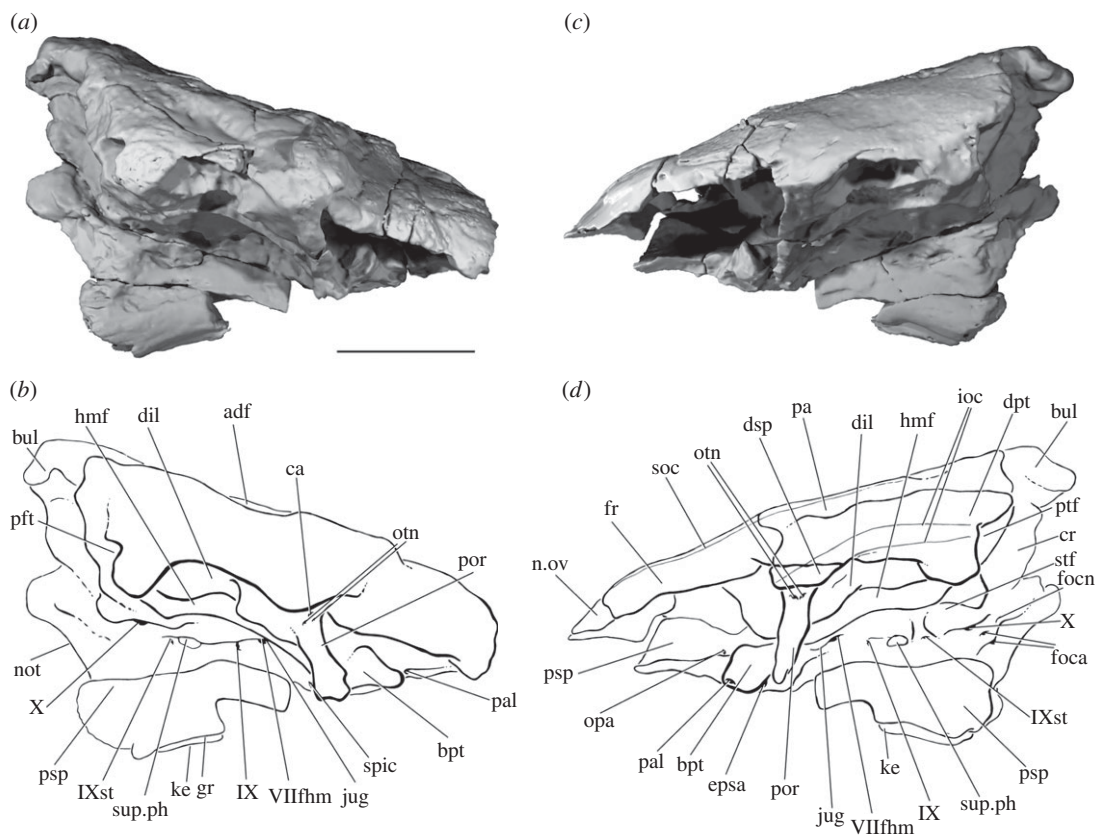 (a)
(c)
(b)
hmf
dil
adf
bul
ca
otn
pft
por
not
X
pal
bpt
psp
spic
IXst
sup.ph
ke
gr
IX
VIIfhm
jug
(d)
pa
ioc
dsp
dil
hmf
dpt
otn
bul
soc
fr
ptf
cr
stf
n.ov
focn
X
foca
psp
opa
IXst
pal
bpt
epsa
por
ke
psp
jug
VIIfhm
IX
sup.ph